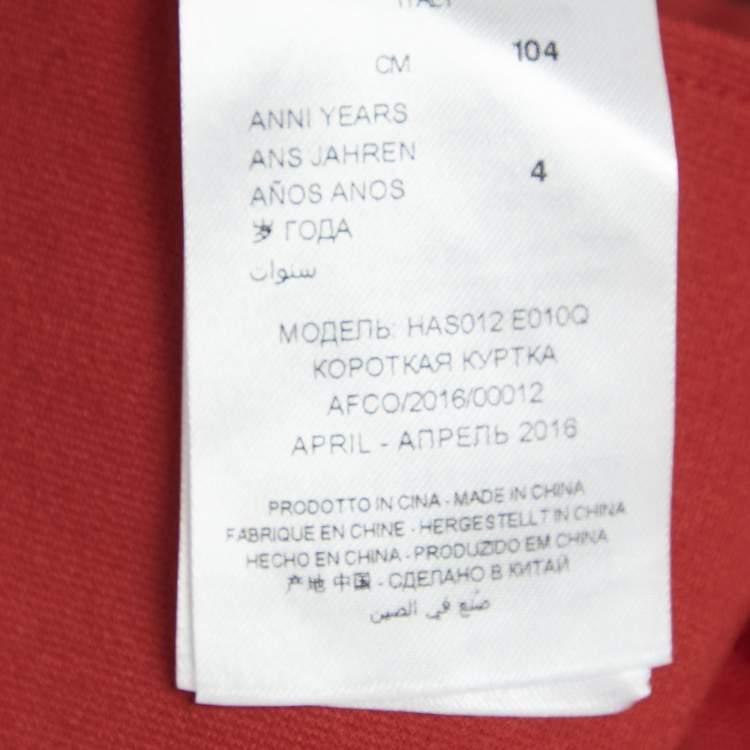 ITALY
CM 104
ANNI YEARS
ANS JAHREN 4
AÑOS ANOS
岁 ГОДА
سنوات
МОДЕЛЬ: HAS012 E010Q
КОРОТКАЯ КУРТКА
AFCO/2016/00012
APRIL - АПРЕЛЬ 2016
PRODOTTO IN CINA - MADE IN CHINA
FABRIQUE EN CHINE - HERGESTELLT IN CHINA
HECHO EN CHINA - PRODUZIDO EM CHINA
产地 中国 - СДЕЛАНО В КИТАЙ
صُنع في الصين